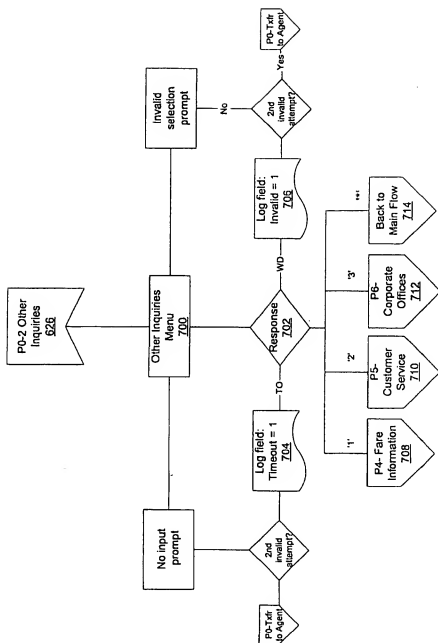 P0-2 Other
Inquiries
626
No input
prompt
Other Inquiries
Menu
700
Invalid
selection
prompt
No
P0-Txfr
to Agent
2nd
invalid
attempt?
Log field:
Timeout = 1
704
TO
Response
702
WD
Log field:
Invalid = 1
706
2nd
invalid
attempt?
Yes
P0-Txfr
to Agent
'1'
'2'
'3'
'*'
P4- Fare
Information
708
P5-
Customer
Service
710
P6-
Corporate
Offices
712
Back to
Main Flow
714